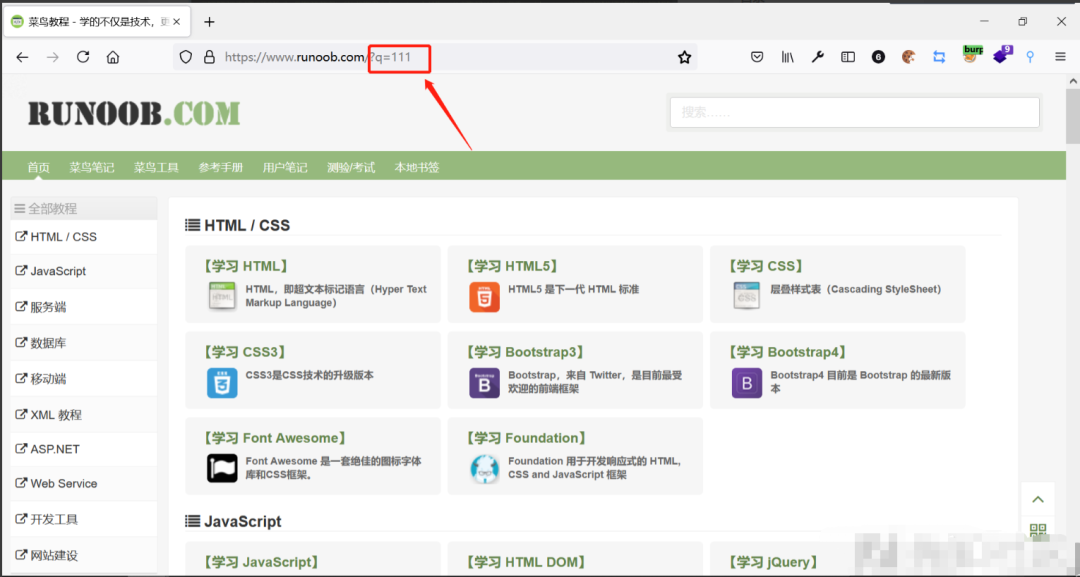 菜鸟教程 - 学的不仅是技术，更
https://www.runoob.com/?q=111
6
burp
9
RUNOOB.COM
搜索……
首页 菜鸟笔记 菜鸟工具 参考手册 用户笔记 测验/考试 本地书签
全部教程
HTML / CSS
JavaScript
服务端
数据库
移动端
XML 教程
ASP.NET
Web Service
开发工具
网站建设
HTML / CSS
【学习 HTML】
HTML，即超文本标记语言（Hyper Text
Markup Language）
【学习 HTML5】
HTML5 是下一代 HTML 标准
【学习 CSS】
层叠样式表（Cascading StyleSheet）
【学习 CSS3】
CSS3是CSS技术的升级版本
【学习 Bootstrap3】
Bootstrap，来自 Twitter，是目前最受
欢迎的前端框架
【学习 Bootstrap4】
Bootstrap4 目前是 Bootstrap 的最新版
本
【学习 Font Awesome】
Font Awesome 是一套绝佳的图标字体
库和CSS框架。
【学习 Foundation】
Foundation 用于开发响应式的 HTML,
CSS and JavaScript 框架
JavaScript
【学习 JavaScript】
【学习 HTML DOM】
【学习 jQuery】